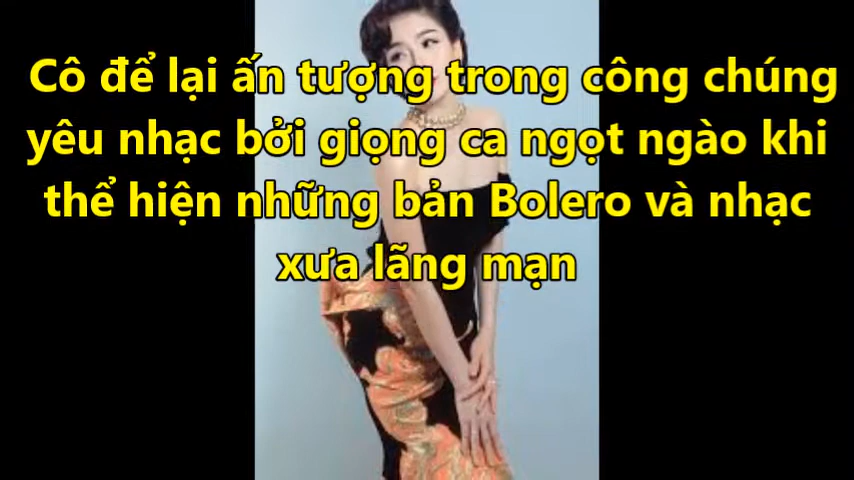 Cô để lại ấn tượng trong công chúng
yêu nhạc bởi giọng ca ngọt ngào khi
thể hiện những bản Bolero và nhạc
xưa lãng mạn